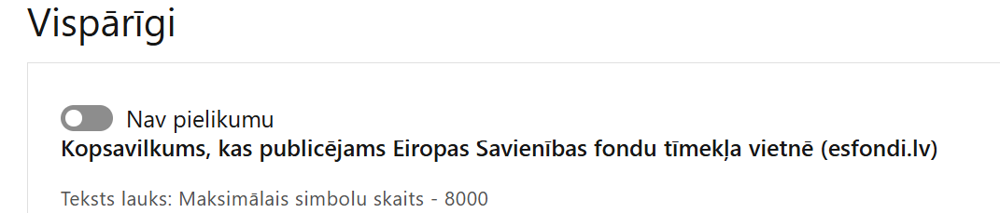 Vispārīgi
Nav pielikumu
Kopsavilkums, kas publicējams Eiropas Savienības fondu tīmekļa vietnē (esfondi.lv)
Teksts lauks: Maksimālais simbolu skaits - 8000